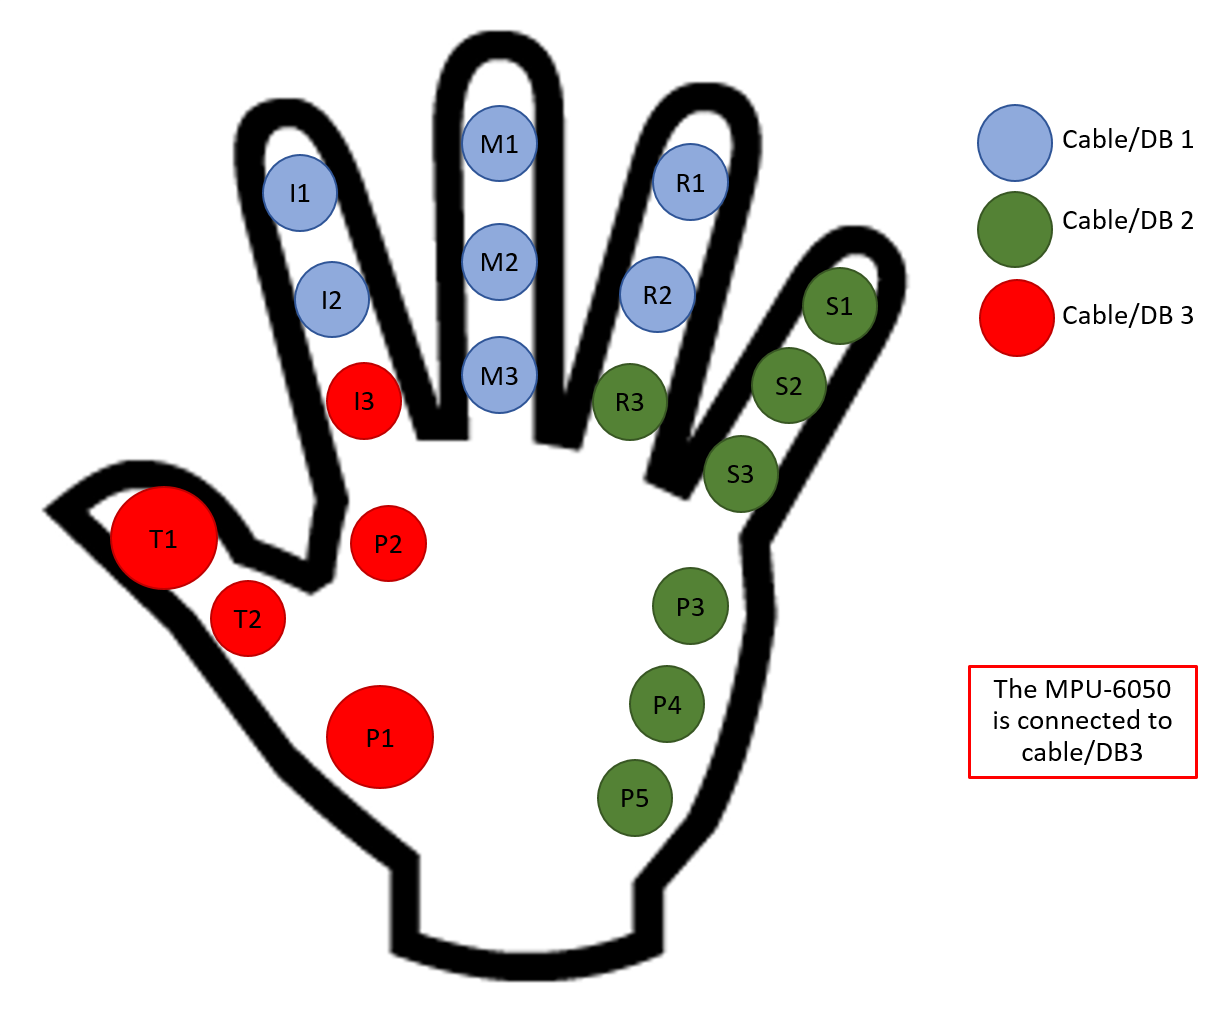 M1
Cable/DB 1
R1
I1
Cable/DB 2
M2
R2
I2
S1
Cable/DB 3
M3
S2
I3
R3
S3
T1
P2
P3
T2
The MPU-6050
is connected to
cable/DB3
P4
P1
P5